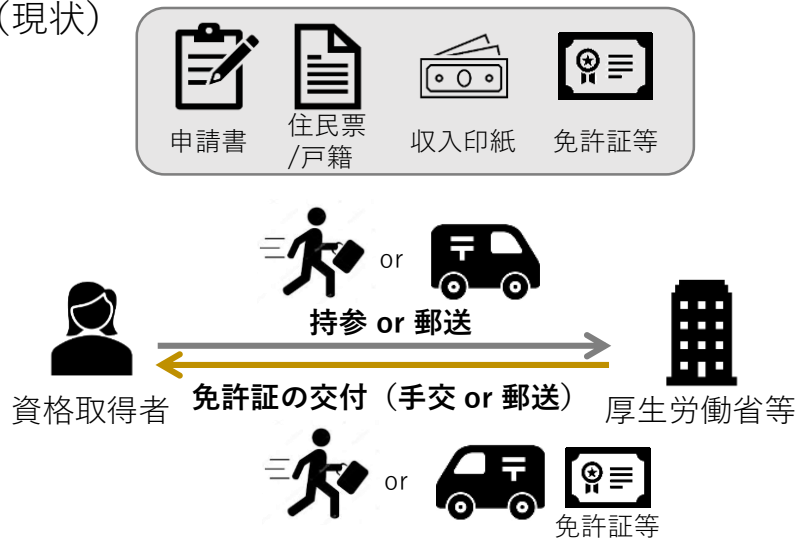 （現状）
申請書
住民票
/戸籍
収入印紙
免許証等
or
持参 or 郵送
資格取得者
免許証の交付（手交 or 郵送）
厚生労働省等
or
免許証等